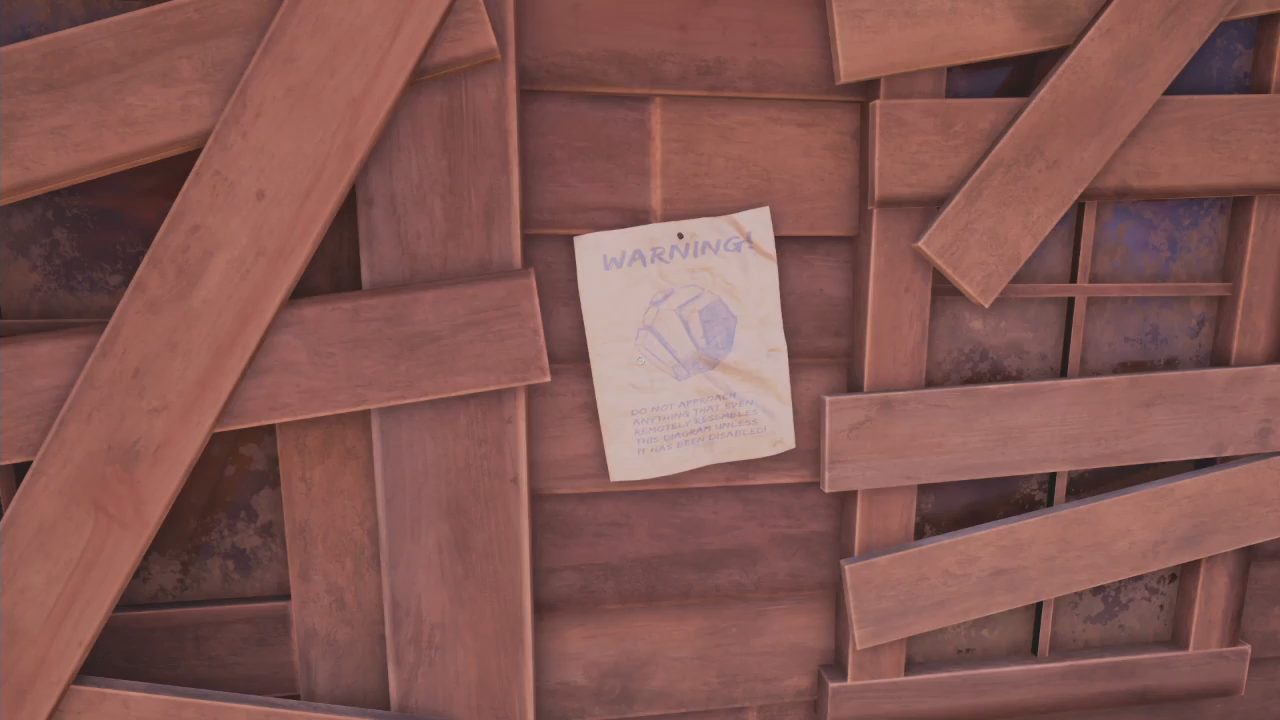 WARNING!
DO NOT APPROACH
ANYTHING THAT EVEN
REMOTELY RESEMBLES
THIS DIAGRAM UNLESS
IT HAS BEEN DISABLED!